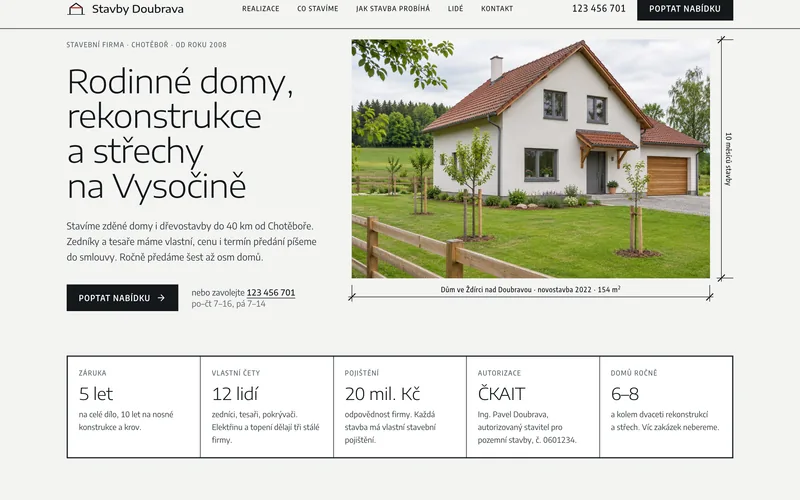 Stavby Doubrava
REALIZACE
CO STAVÍME
JAK STAVBA PROBÍHÁ
LIDÉ
KONTAKT
123 456 701
POPTAT NABÍDKU
STAVEBNÍ FIRMA · CHOTĚBOŘ · OD ROKU 2008
Rodinné domy,
rekonstrukce
a střechy
na Vysočině
Stavíme zděné domy i dřevostavby do 40 km od Chotěboře.
Zedníky a tesaře máme vlastní, cenu i termín předání píšeme
do smlouvy. Ročně předáme šest až osm domů.
POPTAT NABÍDKU →
nebo zavolejte 123 456 701
po–čt 7–16, pá 7–14
10 měsíců stavby
Dům ve Ždírci nad Doubravou · novostavba 2022 · 154 m²
ZÁRUKA
5 let
na celé dílo, 10 let na nosné
konstrukce a krov.
VLASTNÍ ČETY
12 lidí
zedníci, tesaři, pokrývači.
Elektřinu a topení dělají tři stálé
firmy.
POJIŠTĚNÍ
20 mil. Kč
odpovědnost firmy. Každá
stavba má vlastní stavební
pojištění.
AUTORIZACE
ČKAIT
Ing. Pavel Doubrava,
autorizovaný stavitel pro
pozemní stavby, č. 0601234.
DOMŮ ROČNĚ
6–8
a kolem dvaceti rekonstrukcí
a střech. Víc zakázek nebereme.